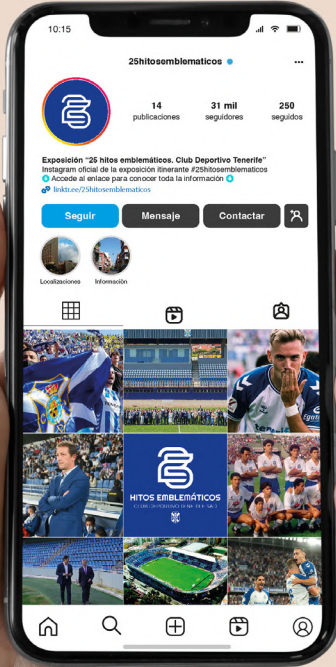 10:15
25hitosemblematicos
14
31 mil
250
publicaciones
seguidores
seguidos
Exposición "25 hitos emblemáticos. Club Deportivo Tenerife"
Instagram oficial de la exposición itinerante #25hitosemblematicos
Accede al enlace para conocer toda la información
linktr.ee/25hitosemblematicos
Seguir
Mensaje
Contactar
Localizaciones
Información
HITOS EMBLEMÁTICOS